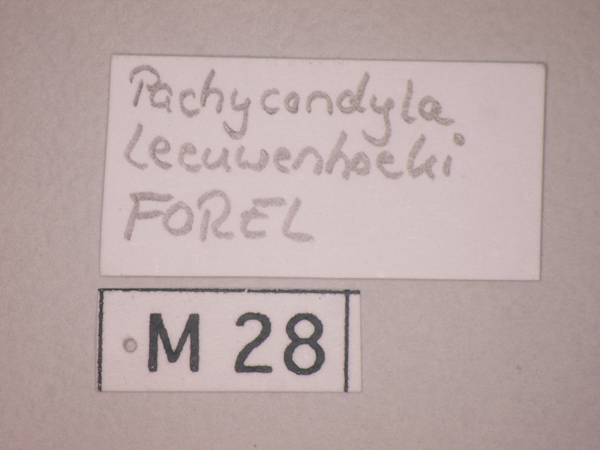 Pachycondyla
leeuwenhoeki
FOREL
M 28